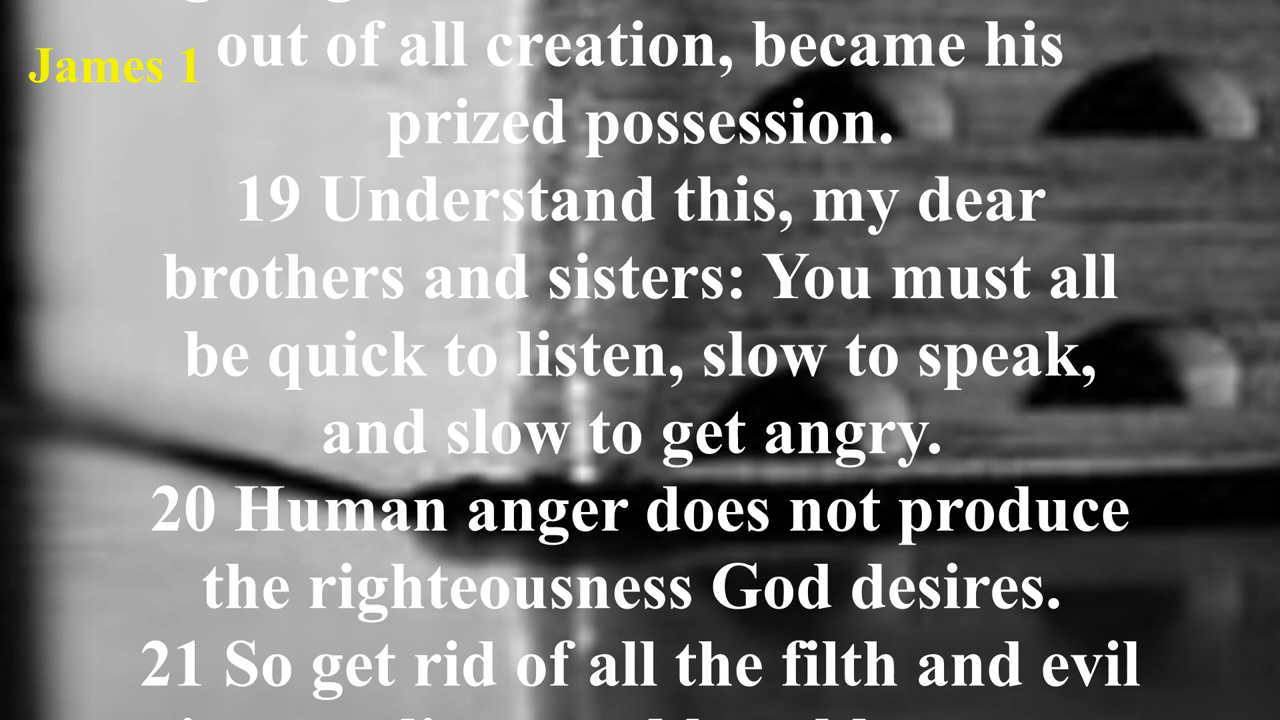 James 1
out of all creation, became his
prized possession.
19 Understand this, my dear
brothers and sisters: You must all
be quick to listen, slow to speak,
and slow to get angry.
20 Human anger does not produce
the righteousness God desires.
21 So get rid of all the filth and evil